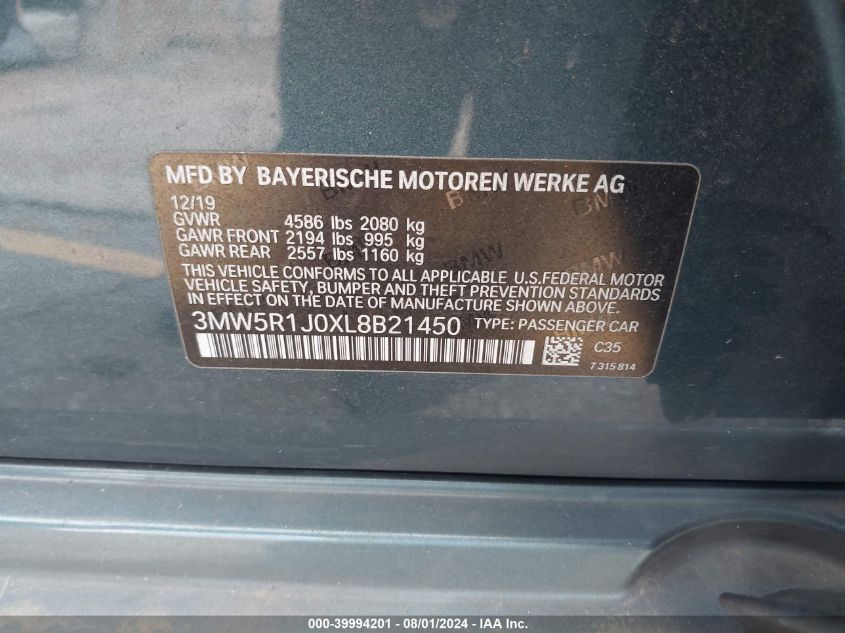 MFD BY BAYERISCHE MOTOREN WERKE AG
12/19
GVWR 4586 lbs 2080 kg
GAWR FRONT 2194 lbs 995 kg
GAWR REAR 2557 lbs 1160 kg
THIS VEHICLE CONFORMS TO ALL APPLICABLE U.S.FEDERAL MOTOR
VEHICLE SAFETY, BUMPER AND THEFT PREVENTION STANDARDS
IN EFFECT ON THE DATE OF MANUFACTURE SHOWN ABOVE.
3MW5R1J0XL8B21450 TYPE: PASSENGER CAR
C35
7 315 814
000-39994201 - 08/01/2024 - IAA Inc.